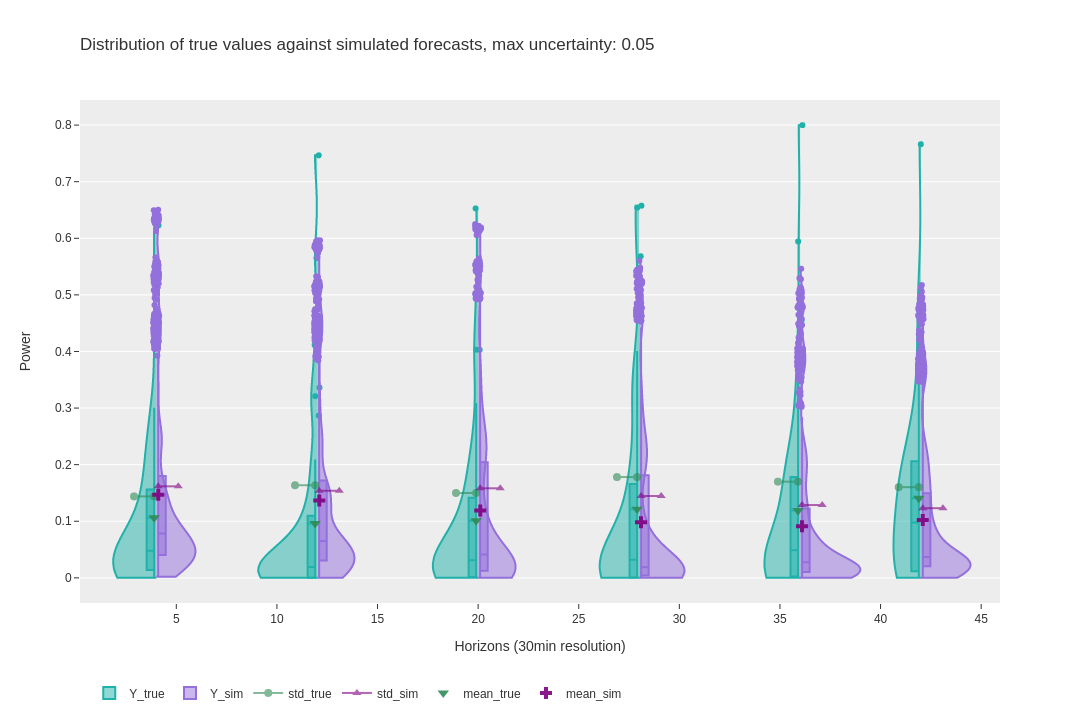 Distribution of true values against simulated forecasts, max uncertainty: 0.05
0.8
0.7
0.6
0.5
0.4
0.3
0.2
0.1
0
Power
5 10 15 20 25 30 35 40 45
Horizons (30min resolution)
Y_true Y_sim std_true std_sim mean_true mean_sim